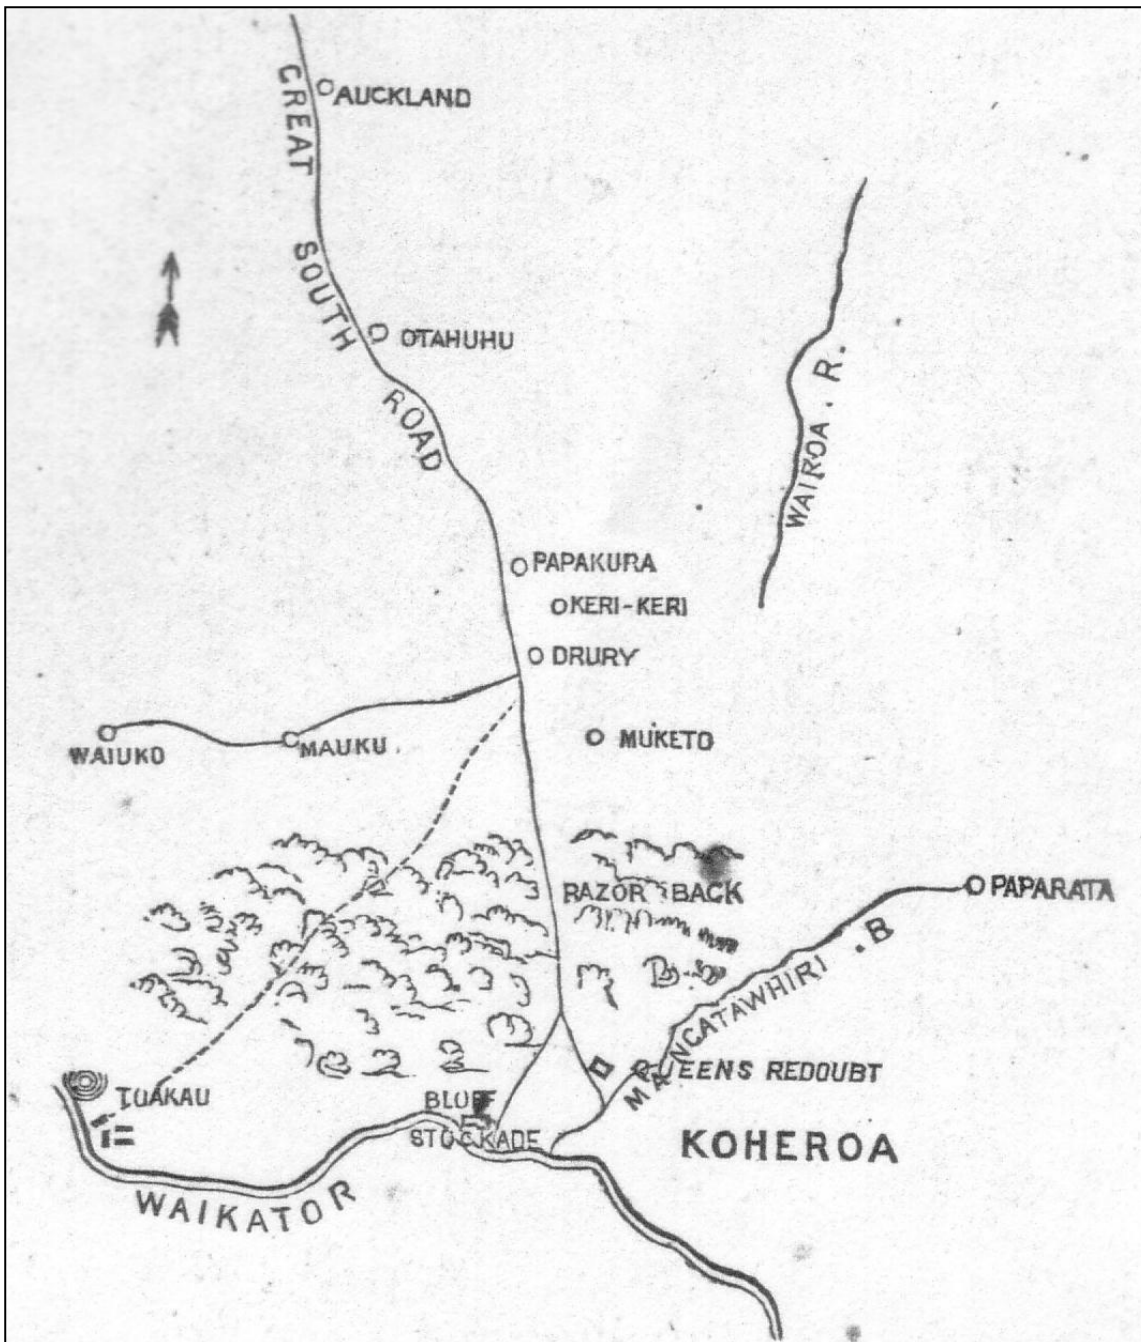 AUCKLAND
GREAT SOUTH ROAD
OTAHUHU
WAIROA . R.
PAPAKURA
KERI-KERI
DRURY
WAIUKO
MAUKU
MUKETO
RAZOR BACK
PAPARATA
MANGATAWHIRI . B
QUEENS REDOUBT
TUAKAU
BLUFF
STOCKADE
KOHEROA
WAIKATO R